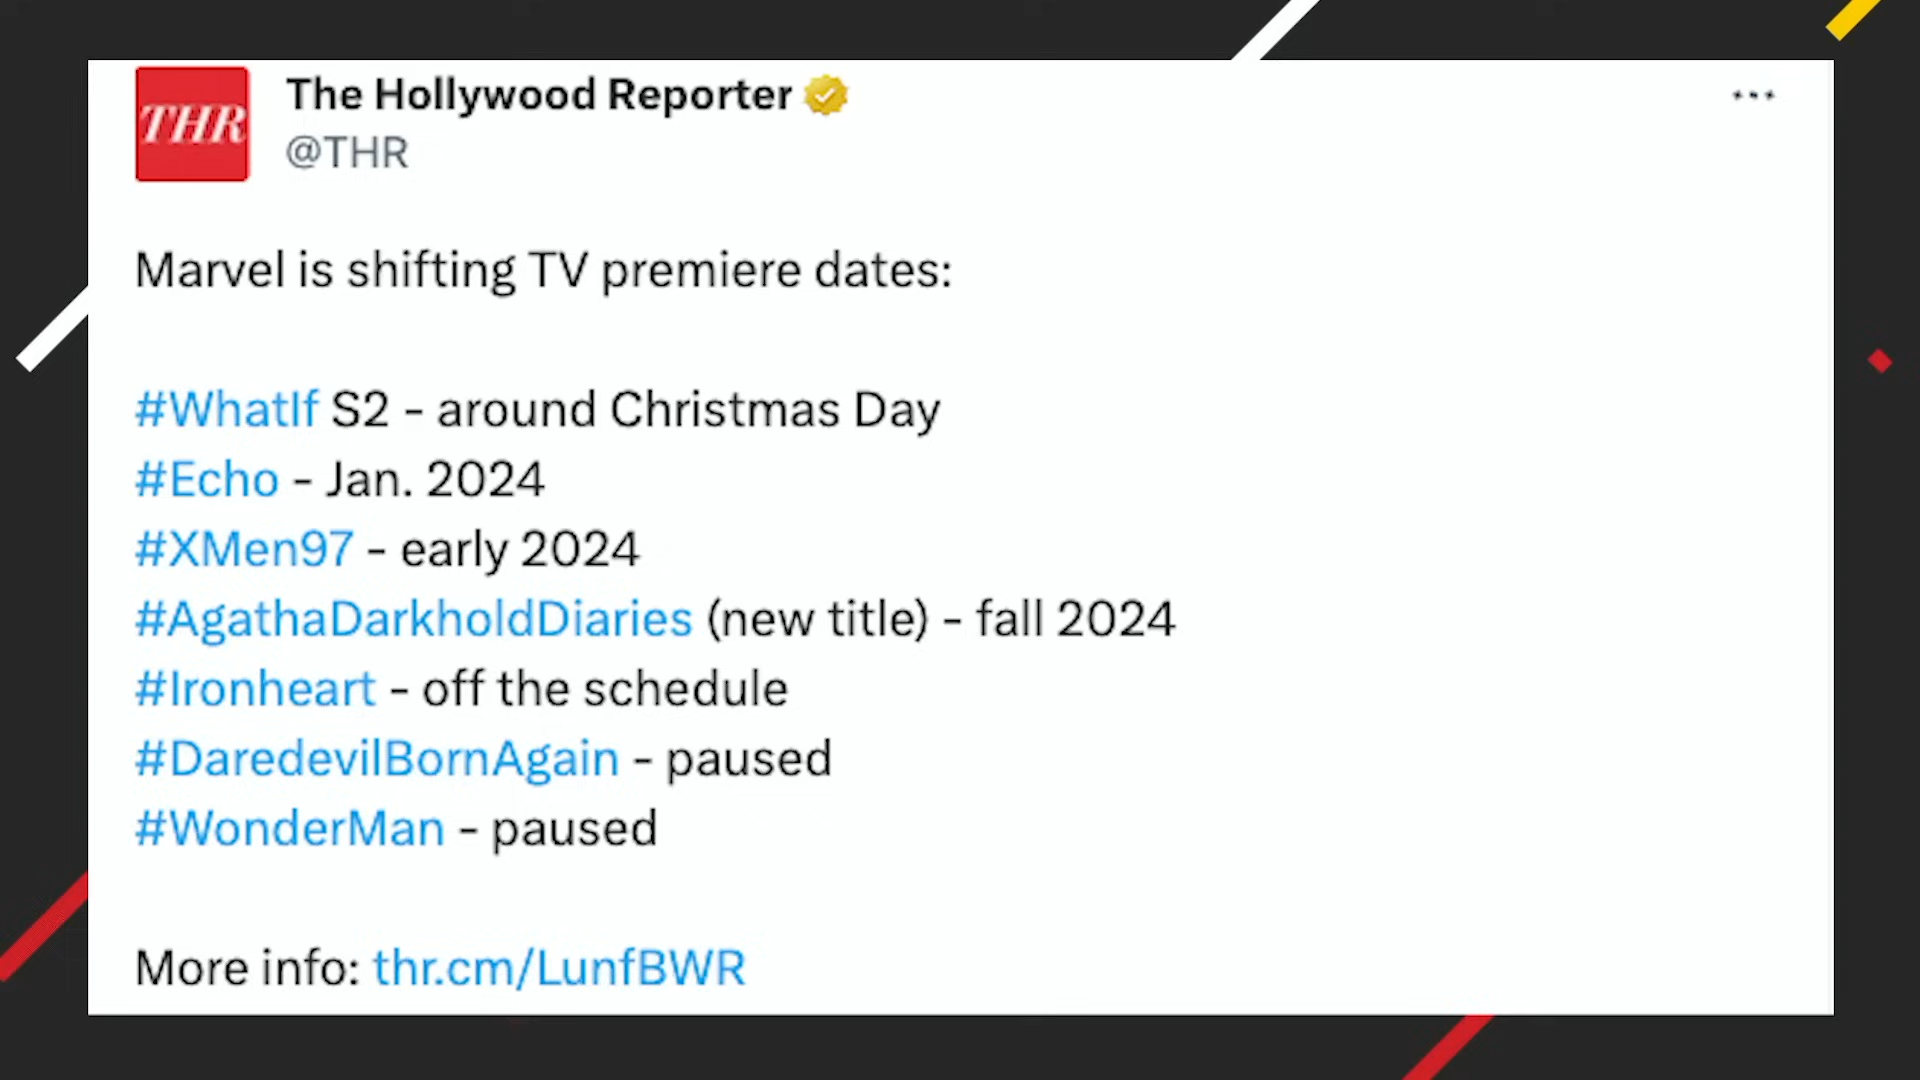 THR
The Hollywood Reporter
@THR
Marvel is shifting TV premiere dates:
#WhatIf S2 - around Christmas Day
#Echo - Jan. 2024
#XMen97 - early 2024
#AgathaDarkholdDiaries (new title) - fall 2024
#Ironheart - off the schedule
#DaredevilBornAgain - paused
#WonderMan - paused
More info: thr.cm/LunfBWR